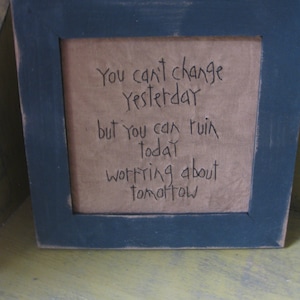 you can't change
yesterday
but you can ruin
today
worrying about
tomorrow